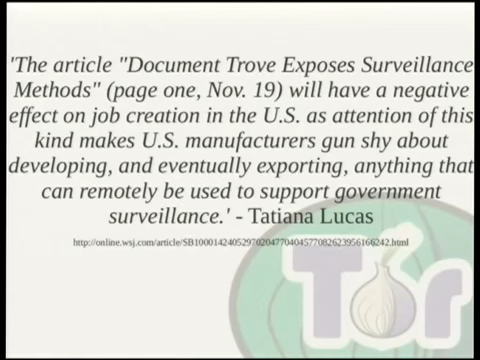 'The article "Document Trove Exposes Surveillance
Methods" (page one, Nov. 19) will have a negative
effect on job creation in the U.S. as attention of this
kind makes U.S. manufacturers gun shy about
developing, and eventually exporting, anything that
can remotely be used to support government
surveillance.' - Tatiana Lucas
http://online.wsj.com/article/SB10001424052970204770404577082623956166242.html
Tor